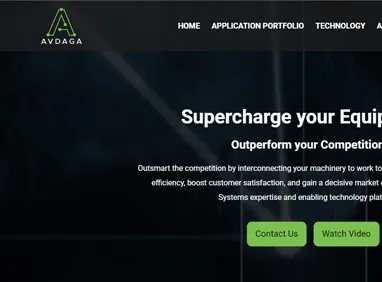 AVDAGA
HOME APPLICATION PORTFOLIO TECHNOLOGY A
Supercharge your Equip
Outperform your Competition
Outsmart the competition by interconnecting your machinery to work to
efficiency, boost customer satisfaction, and gain a decisive market
Systems expertise and enabling technology plat
Contact Us Watch Video